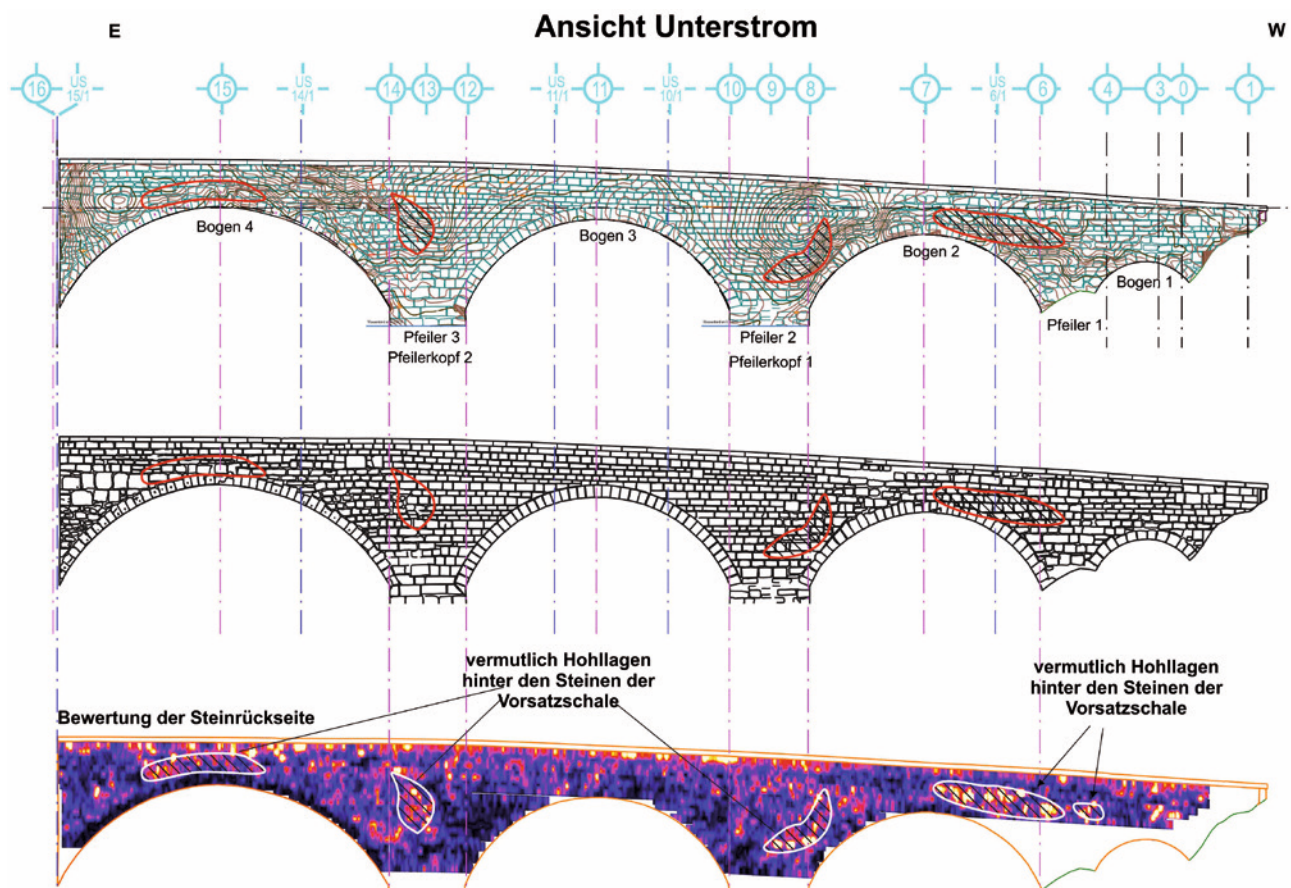 E
Ansicht Unterstrom
W
16
US
15/1
15
US
14/1
14
13
12
US
11/1
11
US
10/1
10
9
8
7
US
6/1
6
4
3
0
1
Bogen 4
Bogen 3
Bogen 2
Bogen 1
Pfeiler 3
Pfeilerkopf 2
Pfeiler 2
Pfeilerkopf 1
Pfeiler 1
vermutlich Hohllagen
hinter den Steinen der
Vorsatzschale
vermutlich Hohllagen
hinter den Steinen der
Vorsatzschale
Bewertung der Steinrückseite